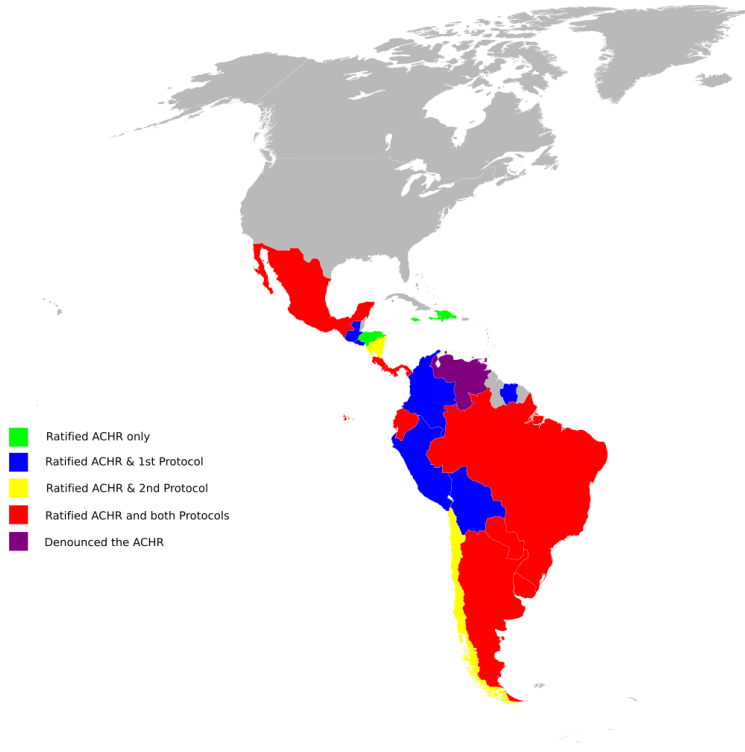 Ratified ACHR only
Ratified ACHR & 1st Protocol
Ratified ACHR & 2nd Protocol
Ratified ACHR and both Protocols
Denounced the ACHR